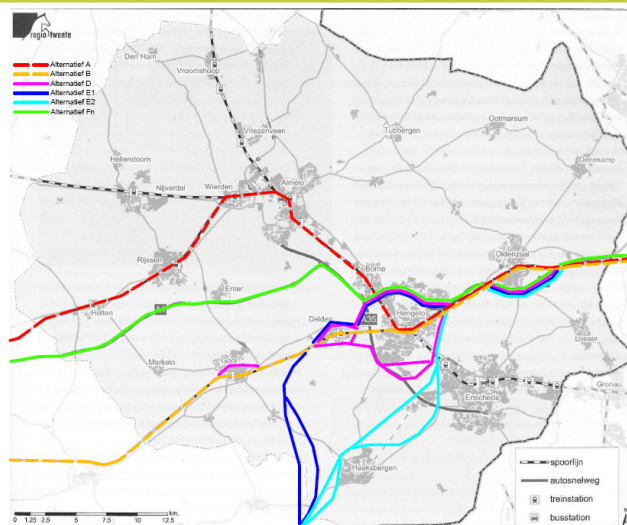 regio Twente
Alternatief A
Alternatief B
Alternatief D
Alternatief E1
Alternatief E2
Alternatief Fn
Den Ham
Vroomshoop
Vriezenveen
Tubbergen
Ootmarsum
Denekamp
Hellendoorn
Nijverdal
Wierden
Almelo
Rijssen
Oldenzaal
Borne
Enter
Holten
A1
Delden
A35
Hengelo
Losser
Markelo
Goor
Enschede
Gronau
Haaksbergen
spoorlijn
autosnelweg
treinstation
busstation
0 1.25 2.5 5 7.5 10 12.5 km.